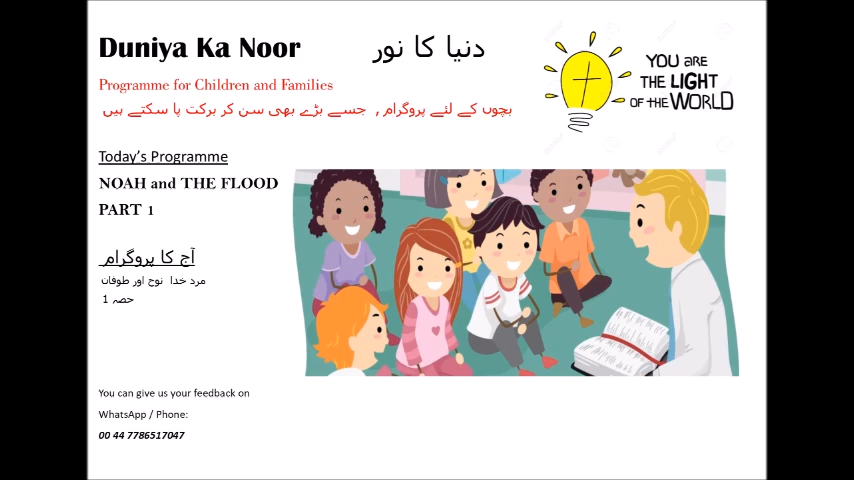 Duniya Ka Noor
دنیا کا نور
Programme for Children and Families
بچوں کے لئے پروگرام , جسے بڑے بھی سن کر برکت پا سکتے ہیں
YOU ARE
THE LIGHT
OF THE WORLD
Today's Programme
NOAH and THE FLOOD
PART 1
آج کا پروگرام
مرد خدا نوح اور طوفان
حصہ 1
You can give us your feedback on
WhatsApp / Phone:
00 44 7786517047